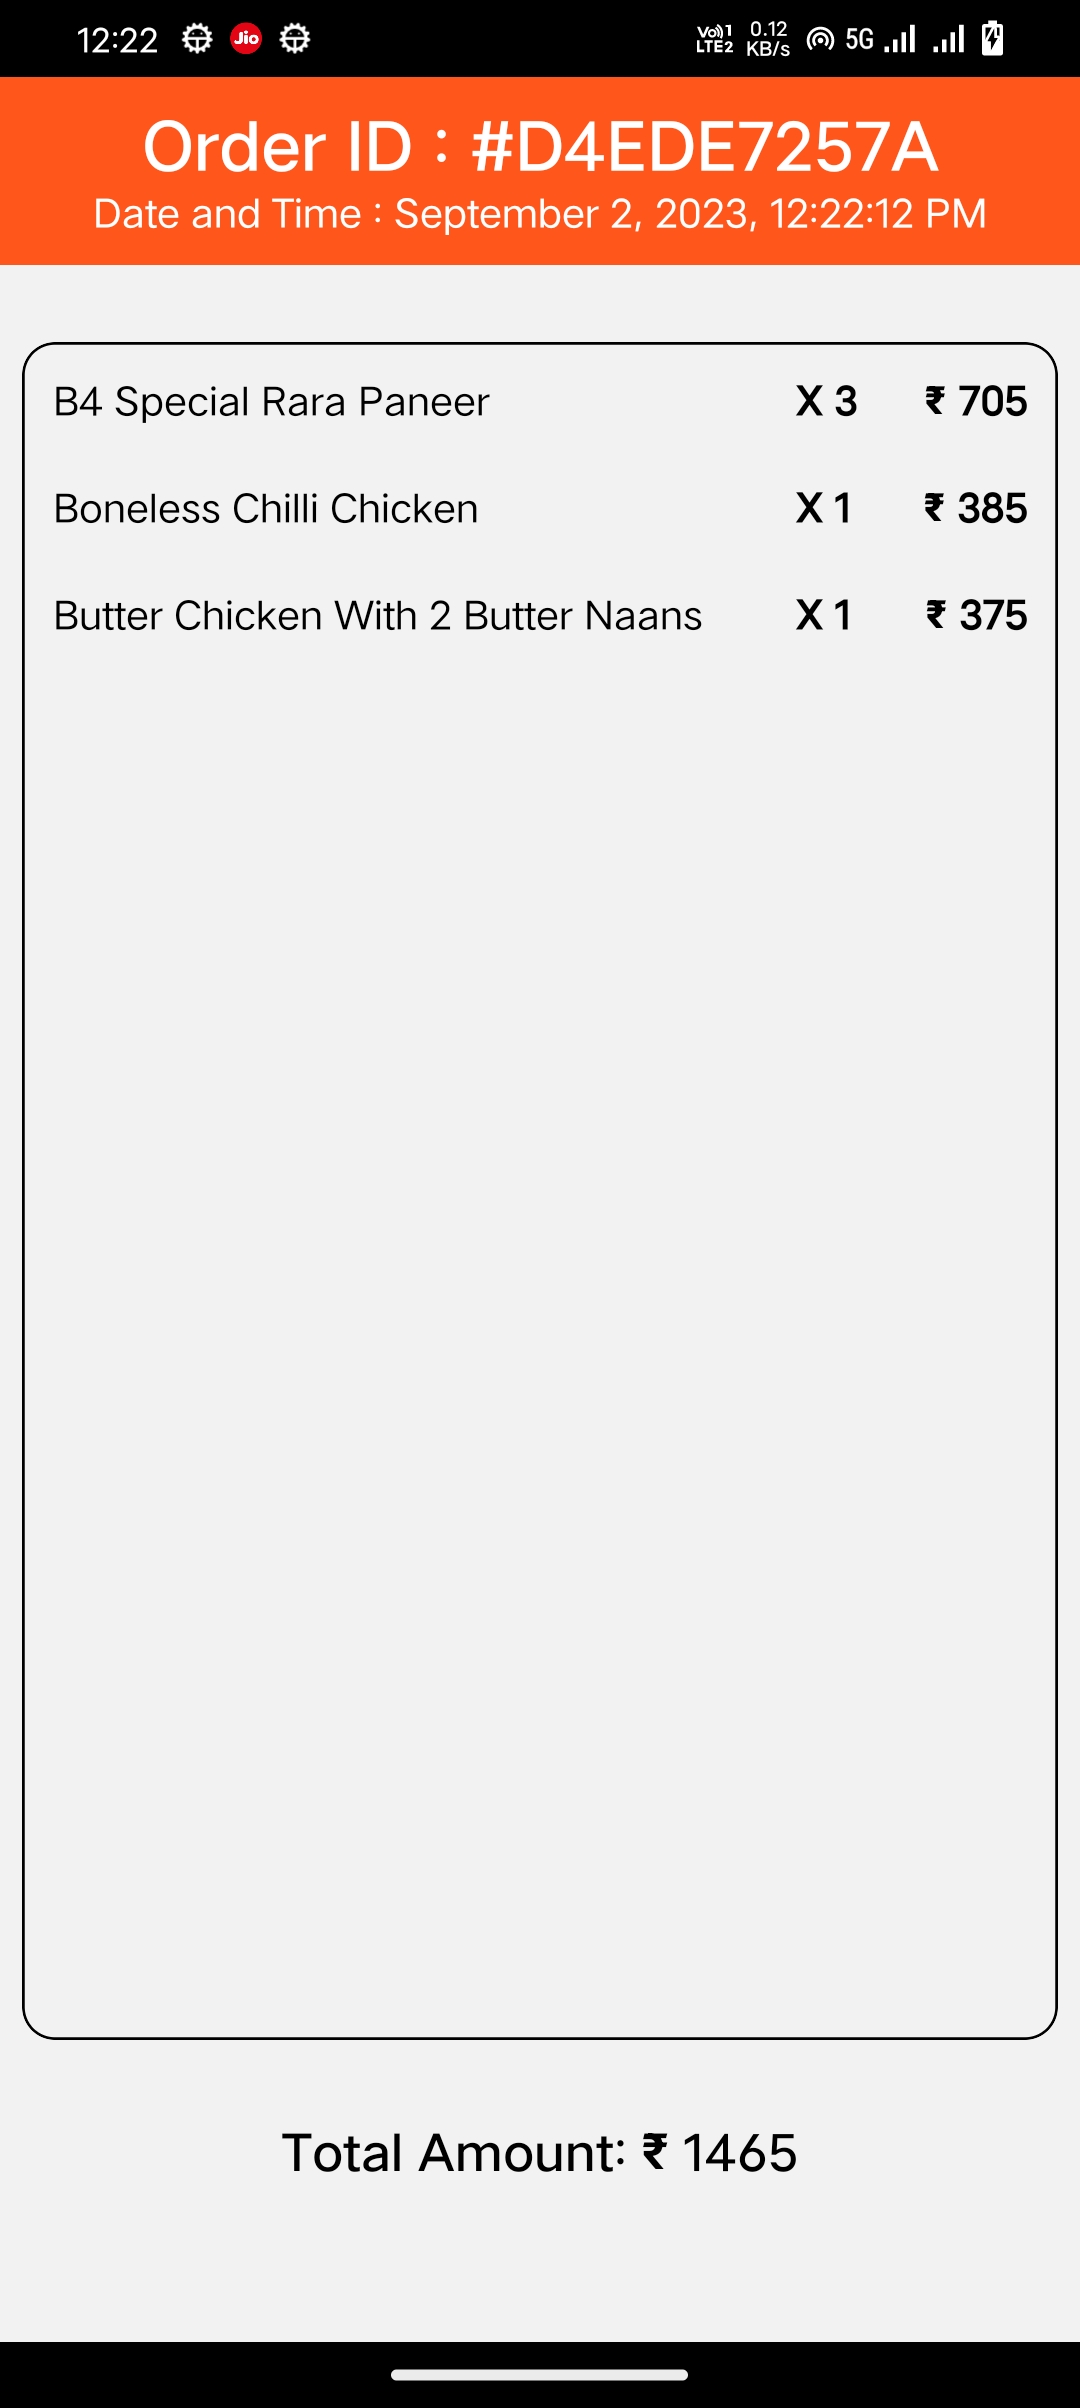 12:22 Jio Vo))1 LTE2 0.12 KB/s 5G
Order ID : #D4EDE7257A
Date and Time : September 2, 2023, 12:22:12 PM
B4 Special Rara Paneer X 3 ₹ 705
Boneless Chilli Chicken X 1 ₹ 385
Butter Chicken With 2 Butter Naans X 1 ₹ 375
Total Amount: ₹ 1465